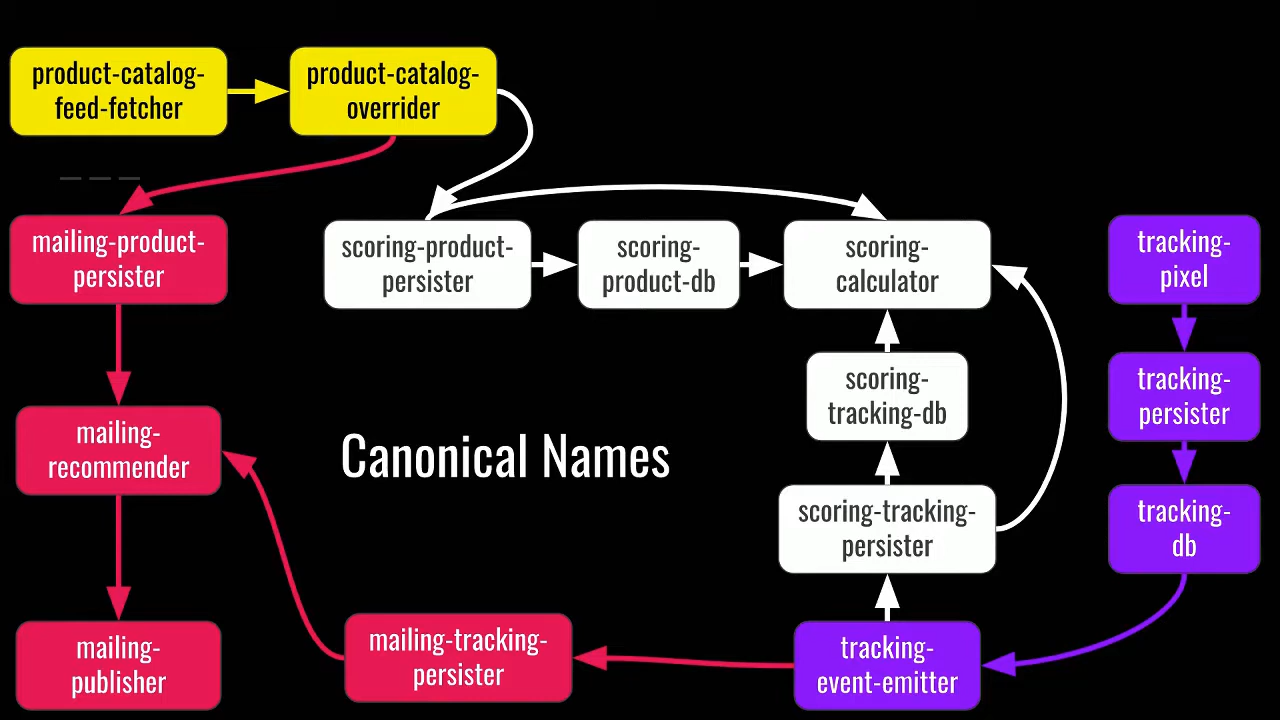 product-catalog-
feed-fetcher
product-catalog-
overrider
mailing-product-
persister
scoring-product-
persister
scoring-
product-db
scoring-
calculator
tracking-
pixel
scoring-
tracking-db
tracking-
persister
mailing-
recommender
Canonical Names
scoring-tracking-
persister
tracking-
db
mailing-
publisher
mailing-tracking-
persister
tracking-
event-emitter